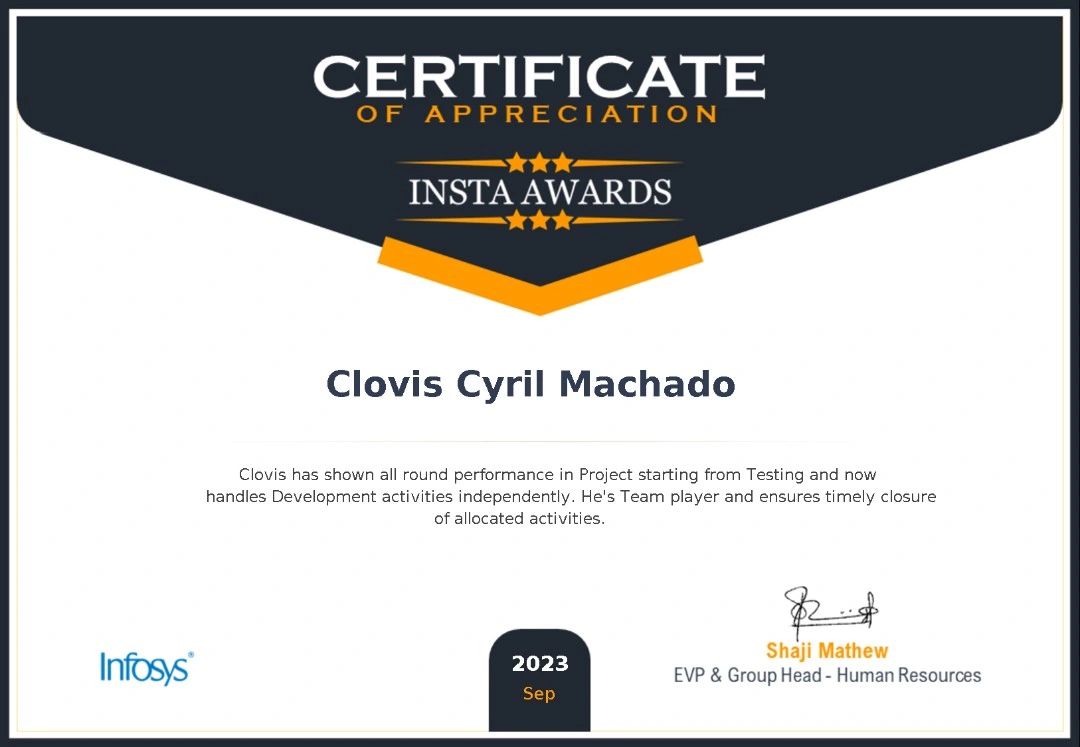 CERTIFICATE
OF APPRECIATION
INSTA AWARDS
Clovis Cyril Machado
Clovis has shown all round performance in Project starting from Testing and now
handles Development activities independently. He's Team player and ensures timely closure
of allocated activities.
Infosys®
2023
Sep
Shaji Mathew
EVP & Group Head - Human Resources